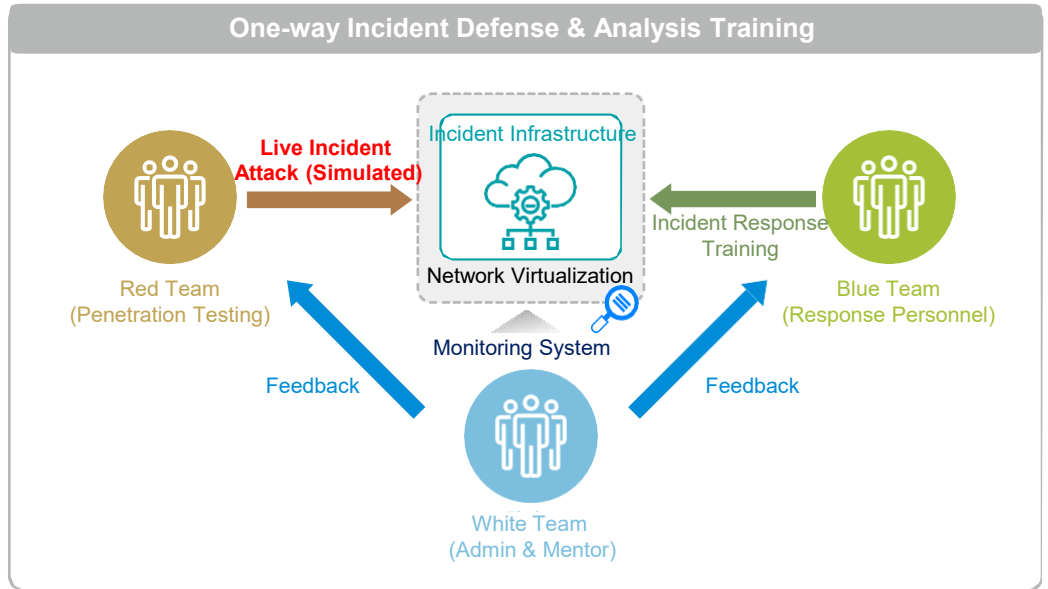 One-way Incident Defense & Analysis Training
Live Incident
Attack (Simulated)
Incident Infrastructure
Network Virtualization
Incident Response
Training
Red Team
(Penetration Testing)
Blue Team
(Response Personnel)
Monitoring System
Feedback
Feedback
White Team
(Admin & Mentor)